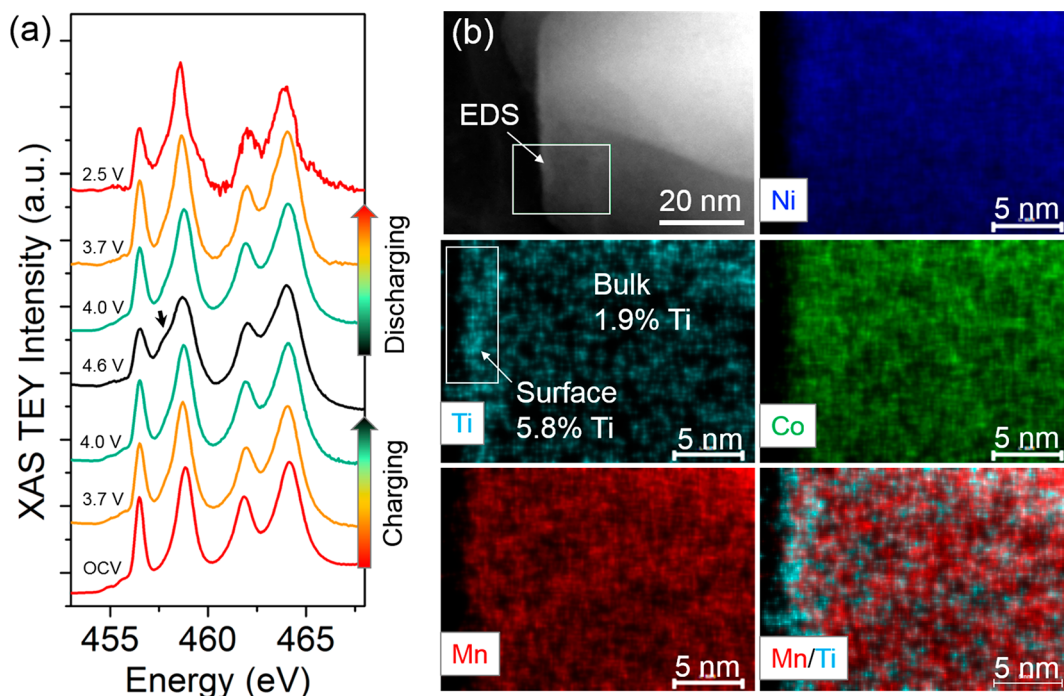 (a)
XAS TEY Intensity (a.u.)
2.5 V
3.7 V
4.0 V
4.6 V
4.0 V
3.7 V
OCV
Discharging
Charging
455
460
465
Energy (eV)
(b)
EDS
20 nm
Ni
5 nm
Bulk
1.9% Ti
Surface
5.8% Ti
Ti
5 nm
Co
5 nm
Mn
5 nm
Mn/Ti
5 nm